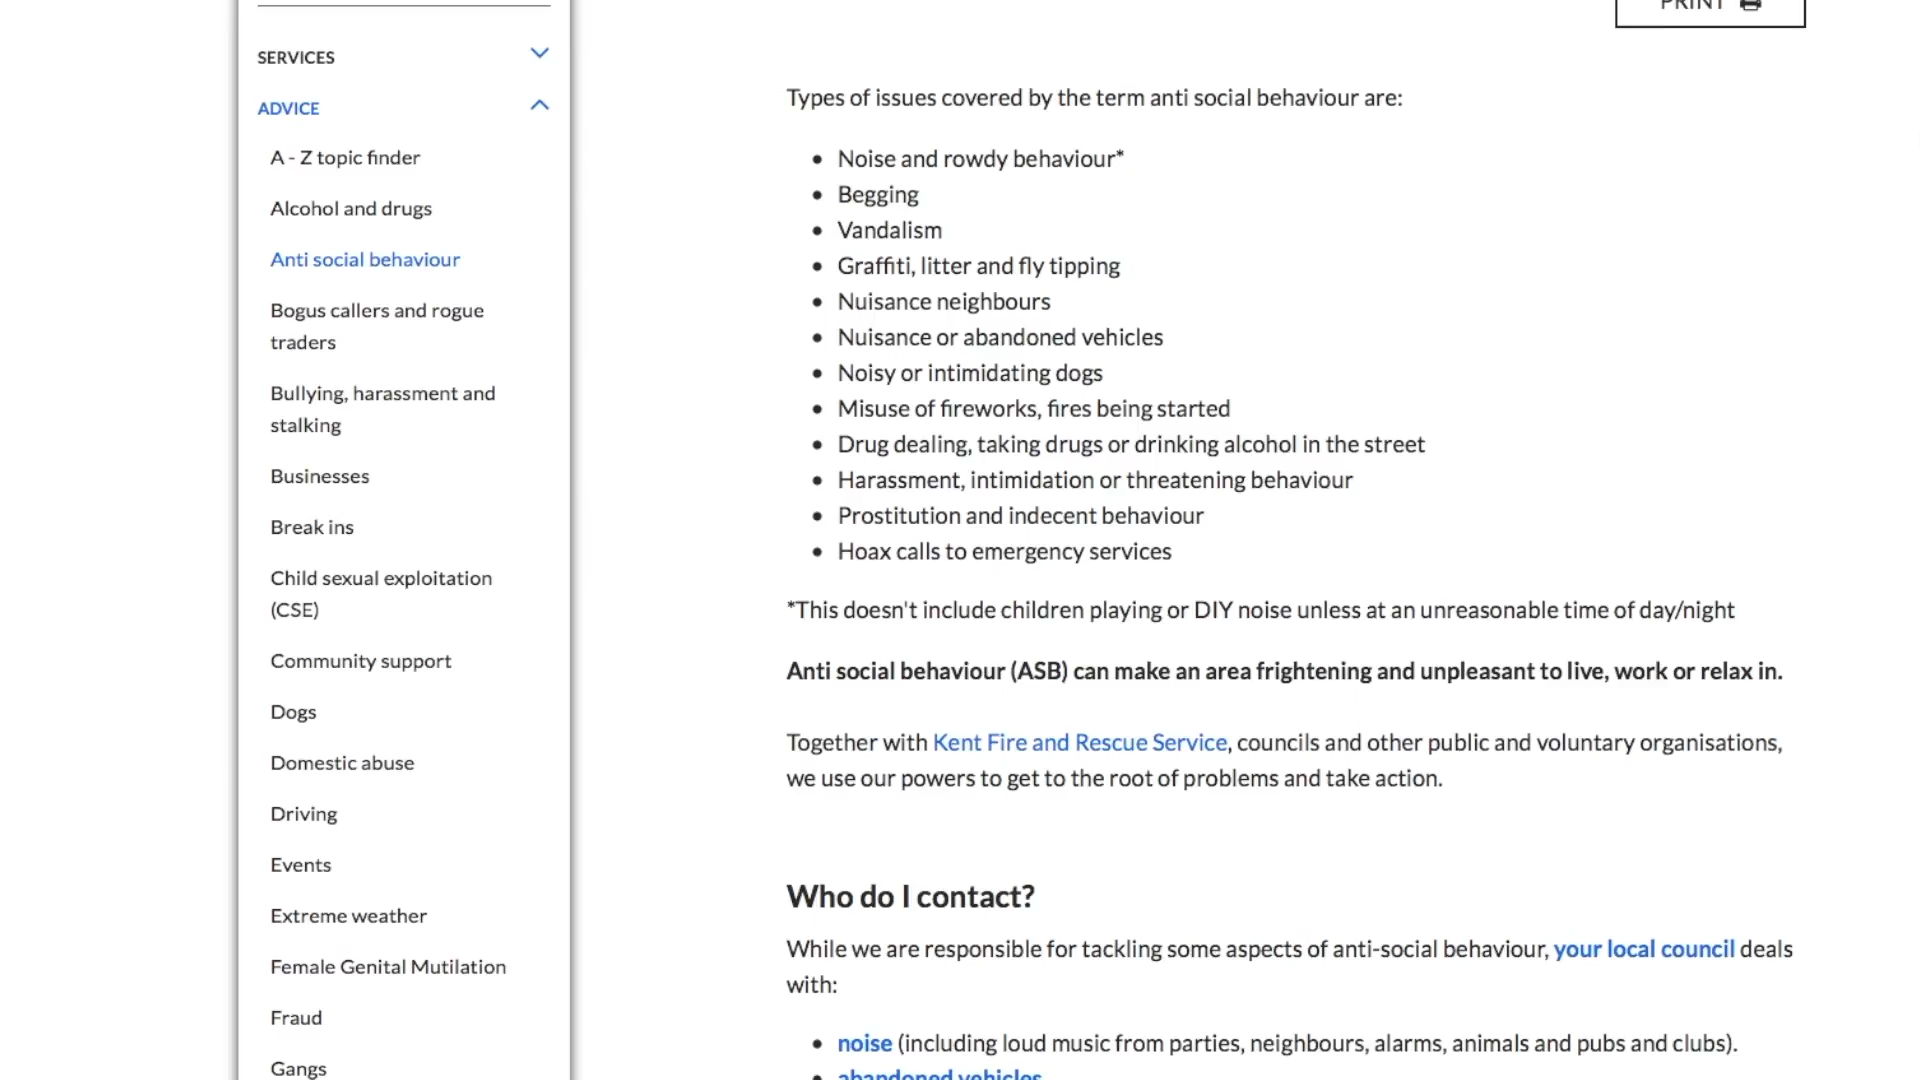 PRINT
SERVICES
ADVICE
A - Z topic finder
Alcohol and drugs
Anti social behaviour
Bogus callers and rogue
traders
Bullying, harassment and
stalking
Businesses
Break ins
Child sexual exploitation
(CSE)
Community support
Dogs
Domestic abuse
Driving
Events
Extreme weather
Female Genital Mutilation
Fraud
Gangs
Types of issues covered by the term anti social behaviour are:
• Noise and rowdy behaviour*
• Begging
• Vandalism
• Graffiti, litter and fly tipping
• Nuisance neighbours
• Nuisance or abandoned vehicles
• Noisy or intimidating dogs
• Misuse of fireworks, fires being started
• Drug dealing, taking drugs or drinking alcohol in the street
• Harassment, intimidation or threatening behaviour
• Prostitution and indecent behaviour
• Hoax calls to emergency services
*This doesn't include children playing or DIY noise unless at an unreasonable time of day/night
Anti social behaviour (ASB) can make an area frightening and unpleasant to live, work or relax in.
Together with Kent Fire and Rescue Service, councils and other public and voluntary organisations,
we use our powers to get to the root of problems and take action.
Who do I contact?
While we are responsible for tackling some aspects of anti-social behaviour, your local council deals
with:
• noise (including loud music from parties, neighbours, alarms, animals and pubs and clubs).
• abandoned vehicles